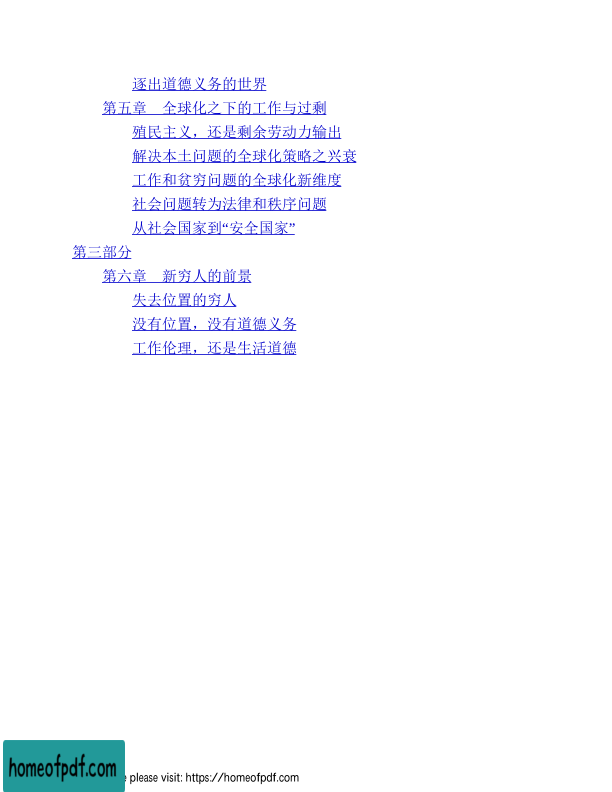 逐出道德义务的世界
第五章　全球化之下的工作与过剩
殖民主义，还是剩余劳动力输出
解决本土问题的全球化策略之兴衰
工作和贫穷问题的全球化新维度
社会问题转为法律和秩序问题
从社会国家到“安全国家”
第三部分
第六章　新穷人的前景
失去位置的穷人
没有位置，没有道德义务
工作伦理，还是生活道德
homeofpdf.com
please visit: https://homeofpdf.com